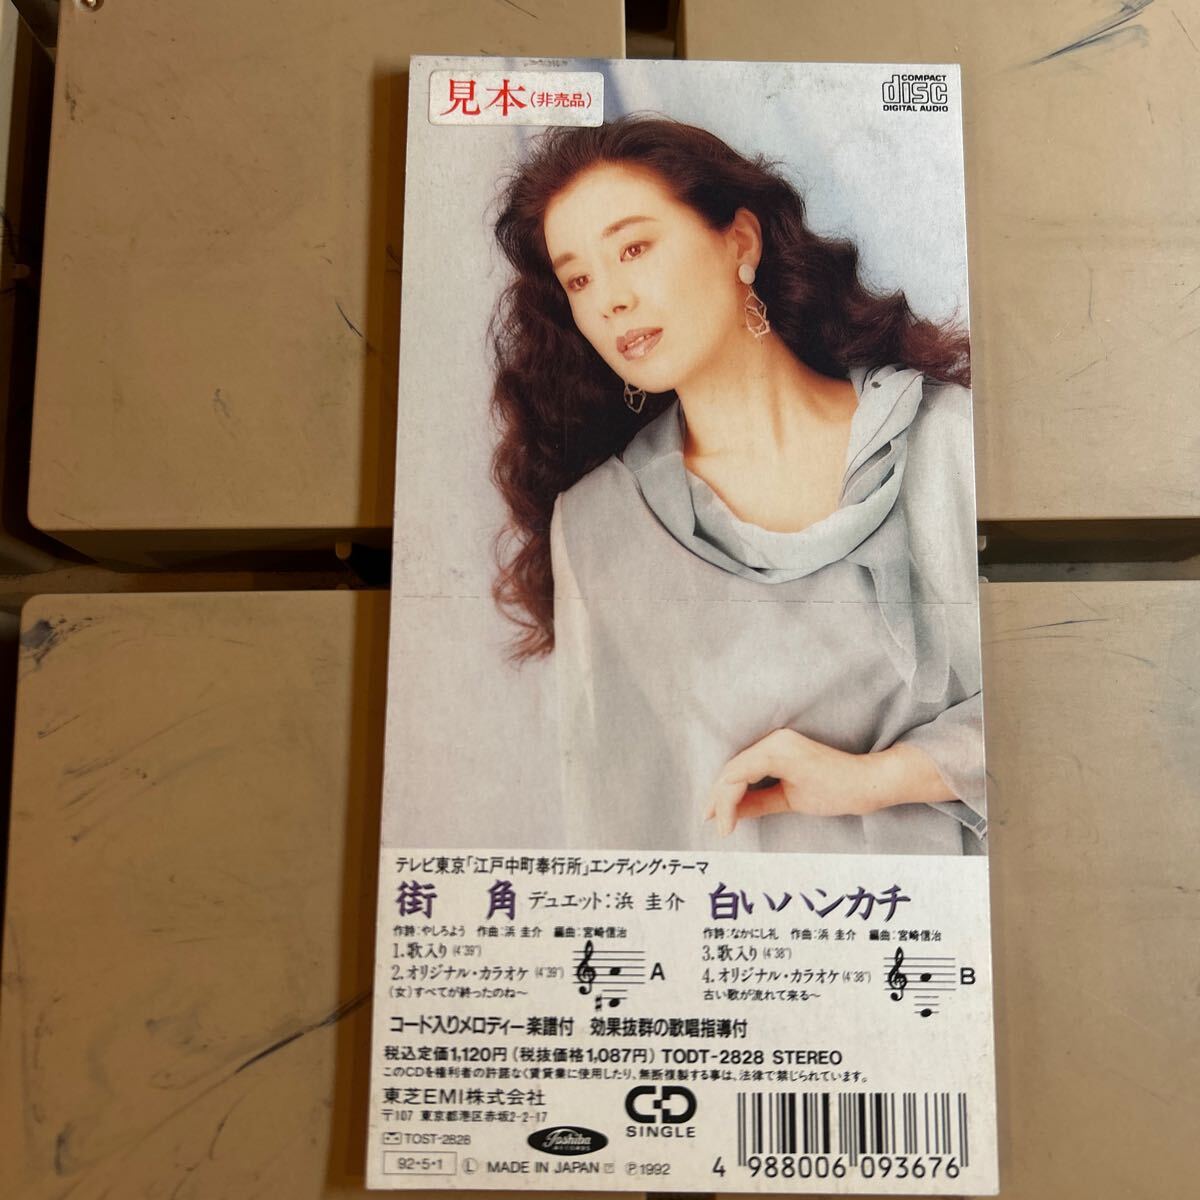 見本(非売品)
COMPACT
disc
DIGITAL AUDIO
テレビ東京「江戸中町奉行所」エンディング・テーマ
街角 デュエット:浜 圭介
作詩:やしろよう 作曲:浜 圭介 編曲:宮崎信治
1.歌入り(4'39")
2.オリジナル・カラオケ(4'39")
(女)すべてが終ったのね〜
A
白いハンカチ
作詩:なかにし礼 作曲:浜 圭介 編曲:宮崎信治
3.歌入り(4'38")
4.オリジナル・カラオケ(4'38")
古い歌が流れて来る〜
B
コード入りメロディー楽譜付 効果抜群の歌唱指導付
税込定価1,120円(税抜価格1,087円) TODT-2828 STEREO
このCDを権利者の許諾なく賃貸業に使用したり、無断複製する事は、法律で禁じられています。
東芝EMI株式会社
〒107 東京都港区赤坂2-2-17
TOST-2828
Toshiba
RECORDS
CD
SINGLE
92・5・1 Ⓛ MADE IN JAPAN Ⓟ1992
4 988006 093676